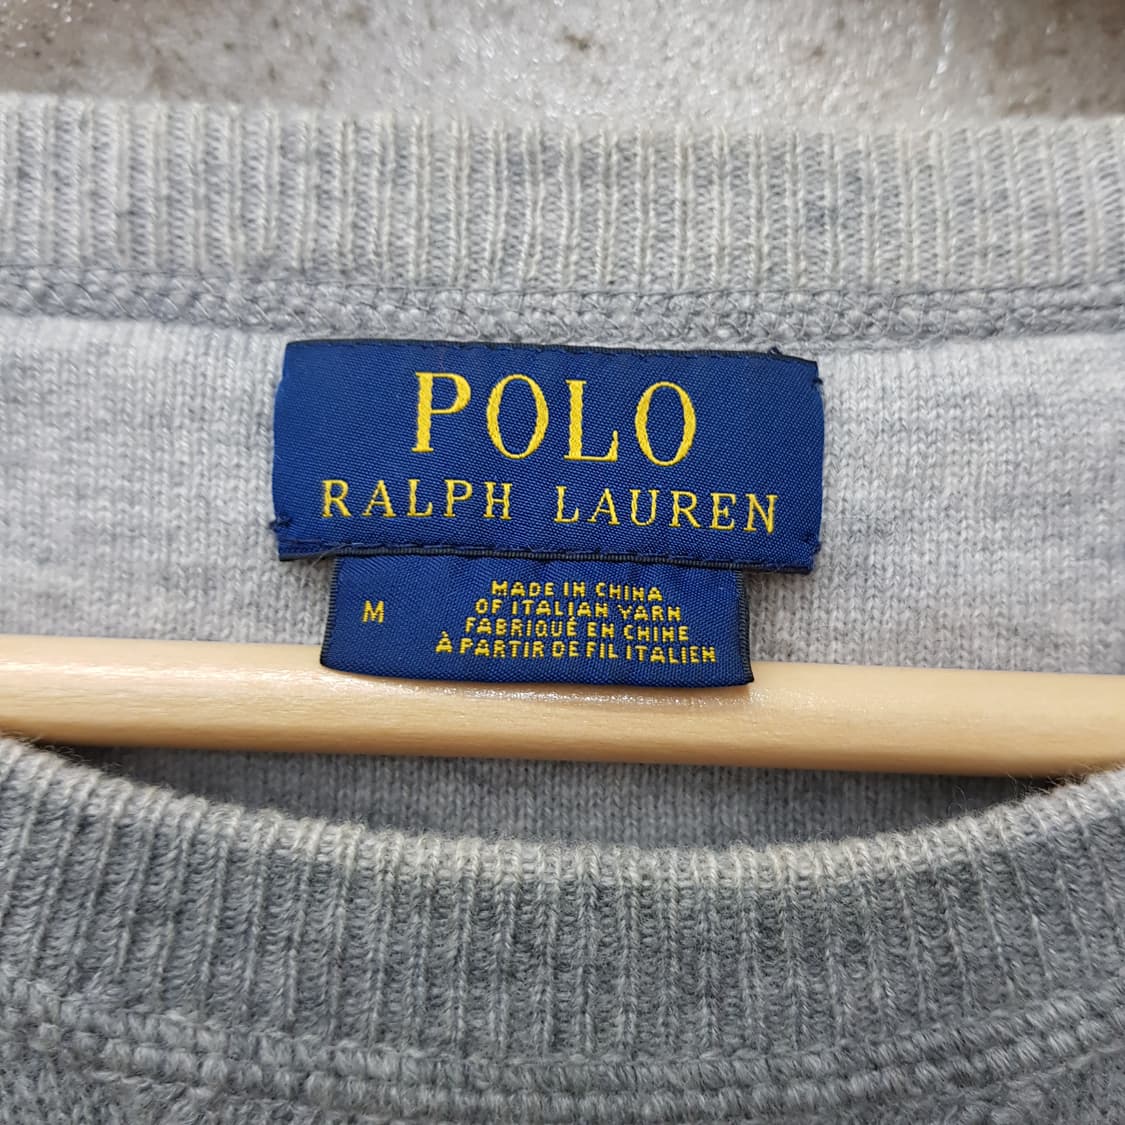 POLO
RALPH LAUREN
M
MADE IN CHINA
OF ITALIAN YARN
FABRIQUÉ EN CHINE
À PARTIR DE FIL ITALIEN